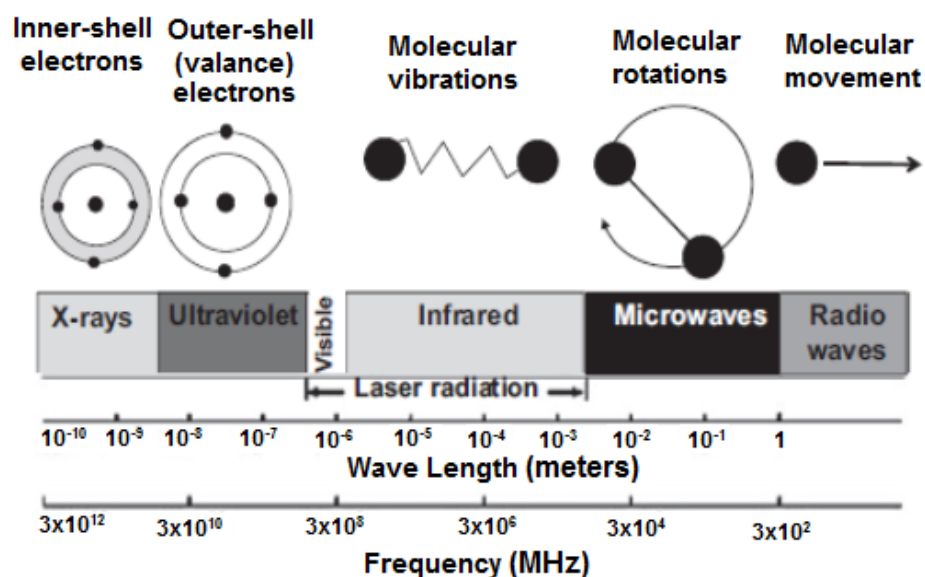 Inner-shell
electrons
Outer-shell
(valance)
electrons
Molecular
vibrations
Molecular
rotations
Molecular
movement
X-rays
Ultraviolet
Visible
Infrared
Microwaves
Radio
waves
Laser radiation
10⁻¹⁰ 10⁻⁹ 10⁻⁸ 10⁻⁷ 10⁻⁶ 10⁻⁵ 10⁻⁴ 10⁻³ 10⁻² 10⁻¹ 1
Wave Length (meters)
3x10¹² 3x10¹⁰ 3x10⁸ 3x10⁶ 3x10⁴ 3x10²
Frequency (MHz)